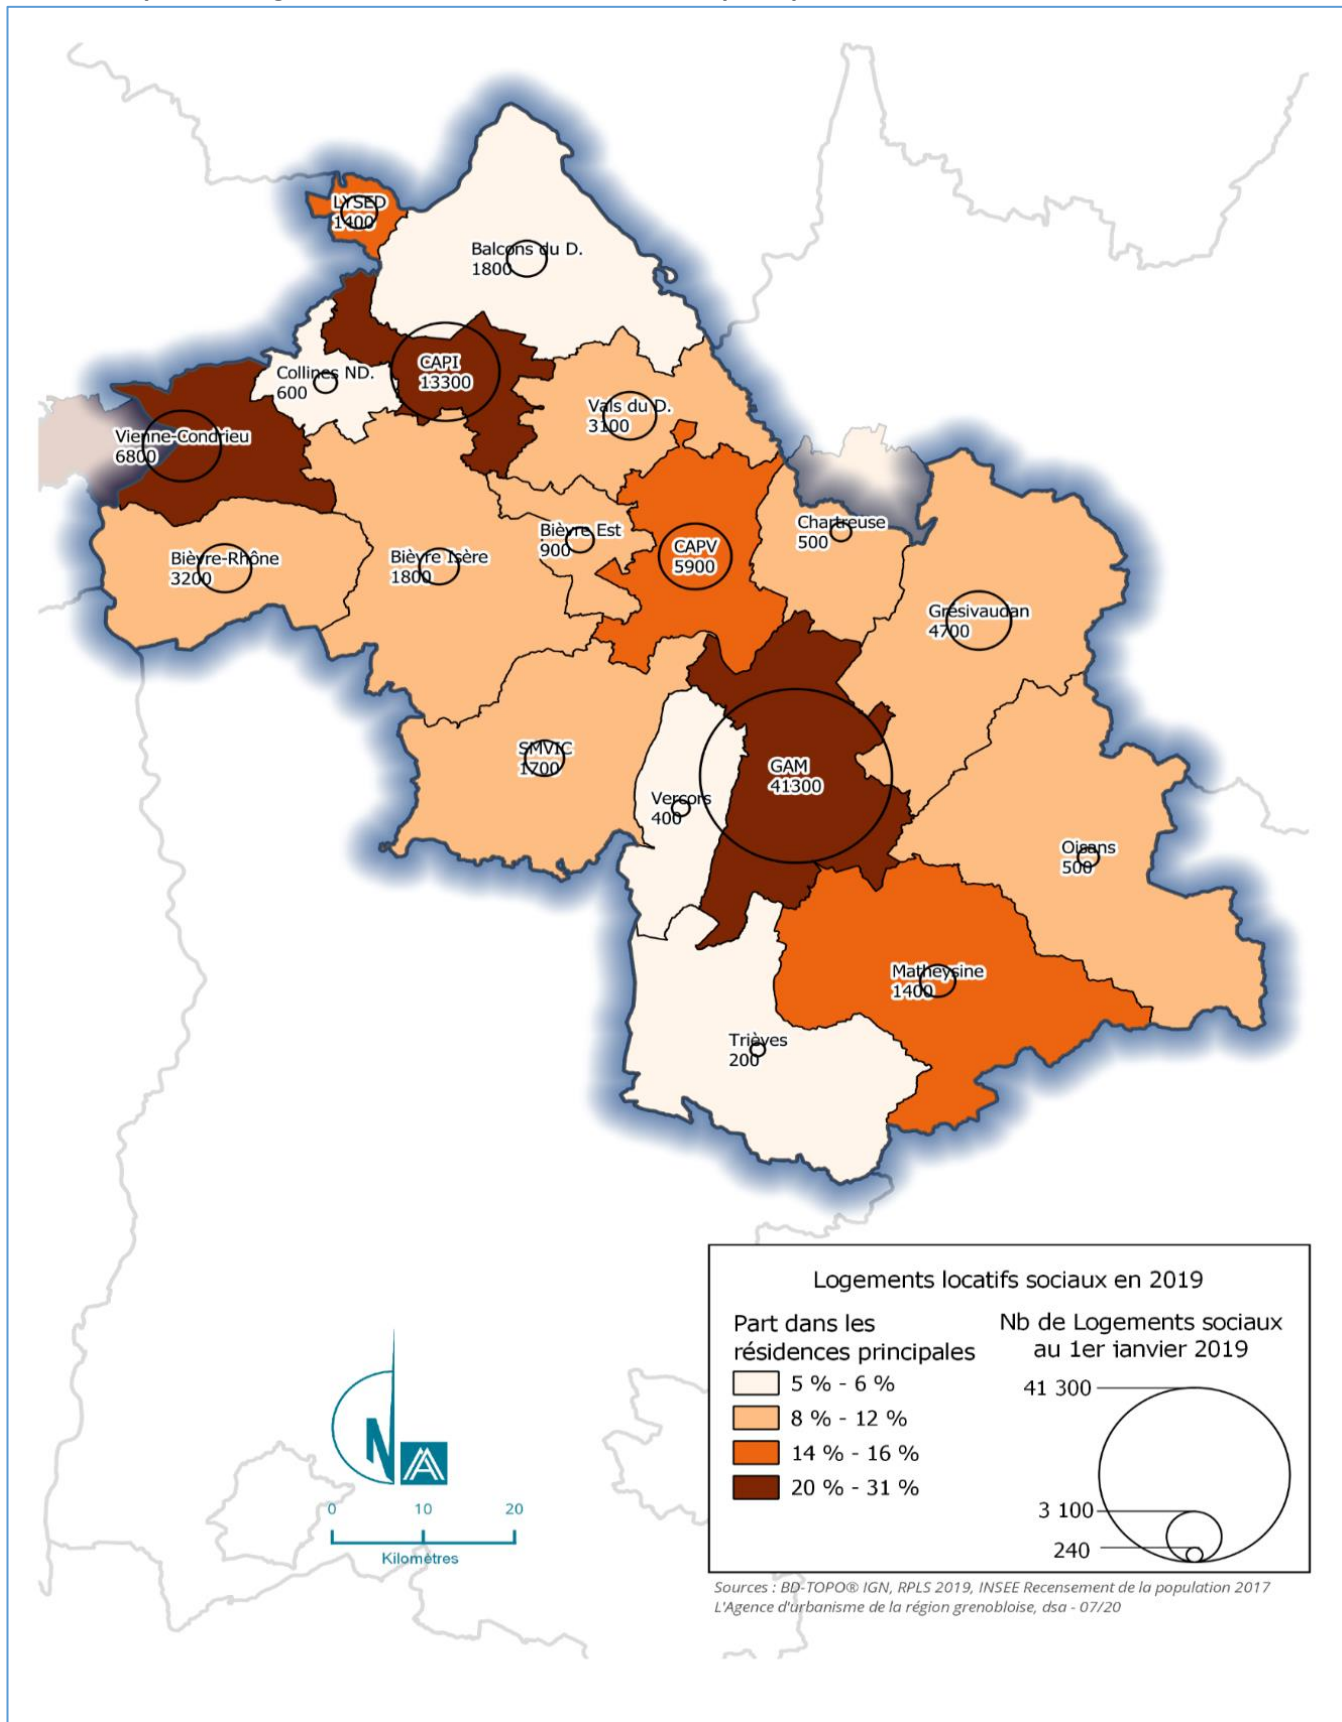 LYSED
1400
Balcons du D.
1800
CAPI
13300
Collines ND.
600
Vals du D.
3100
Vienne-Condrieu
6800
Chartreuse
500
Bièvre Est
900
CAPV
5900
Bièvre-Rhône
3200
Bièvre Isère
1800
Grésivaudan
4700
SMVIC
1700
GAM
41300
Vercors
400
Oisans
500
Matheysine
1400
Trièves
200
Logements locatifs sociaux en 2019
Part dans les
résidences principales
5 % - 6 %
8 % - 12 %
14 % - 16 %
20 % - 31 %
Nb de Logements sociaux
au 1er janvier 2019
41 300
3 100
240
N
0 10 20
Kilomètres
Sources : BD-TOPO® IGN, RPLS 2019, INSEE Recensement de la population 2017
L'Agence d'urbanisme de la région grenobloise, dsa - 07/20